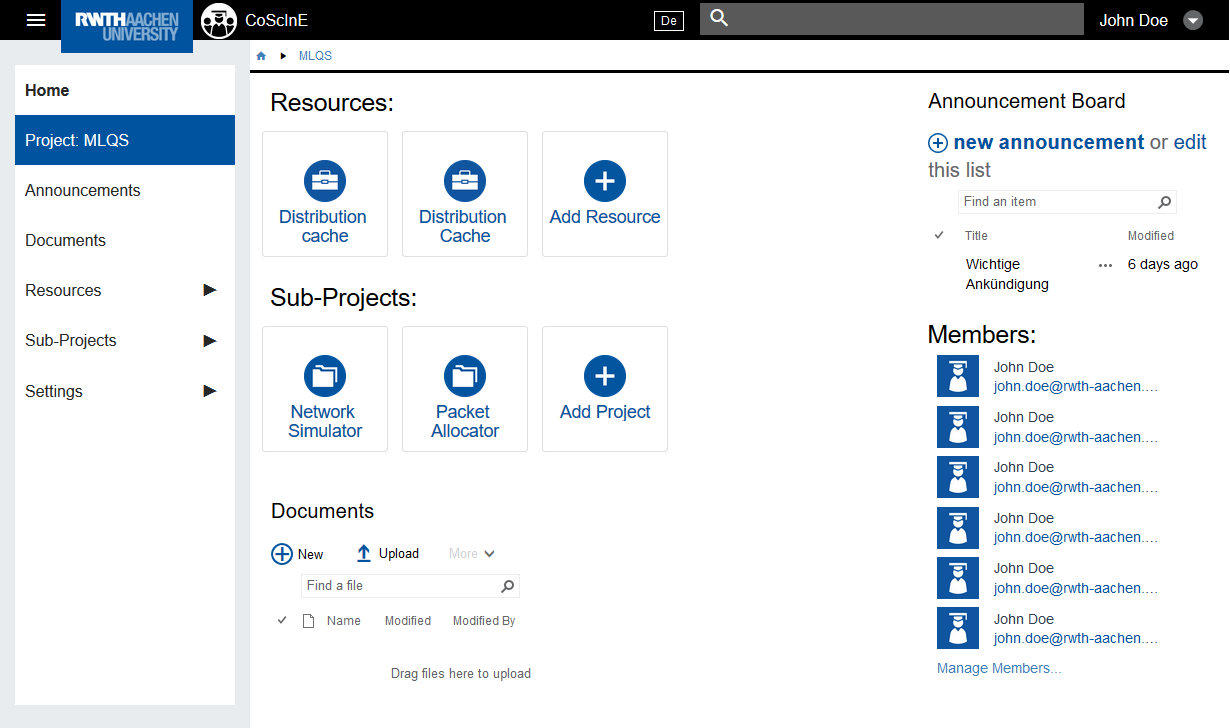 RWTHAACHEN
UNIVERSITY
CoScInE
De
John Doe
MLQS
Home
Project: MLQS
Announcements
Documents
Resources
Sub-Projects
Settings
Resources:
Distribution
cache
Distribution
Cache
Add Resource
Sub-Projects:
Network
Simulator
Packet
Allocator
Add Project
Documents
New
Upload
More
Find a file
Name
Modified
Modified By
Drag files here to upload
Announcement Board
new announcement or edit
this list
Find an item
Title
Modified
Wichtige
Ankündigung
...
6 days ago
Members:
John Doe
john.doe@rwth-aachen....
John Doe
john.doe@rwth-aachen....
John Doe
john.doe@rwth-aachen....
John Doe
john.doe@rwth-aachen....
John Doe
john.doe@rwth-aachen....
John Doe
john.doe@rwth-aachen....
Manage Members...